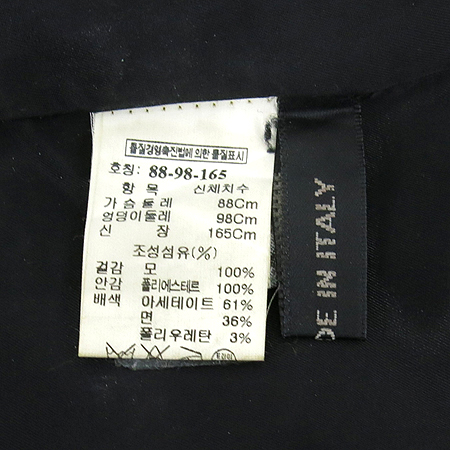 품질경영촉진법에 의한 품질표시
호칭: 88-98-165
항 목 신체치수
가슴둘레 88Cm
엉덩이둘레 98Cm
신 장 165Cm
조성섬유(%)
겉감 모 100%
안감 폴리에스테르 100%
배색 아세테이트 61%
면 36%
폴리우레탄 3%
DE IN ITALY